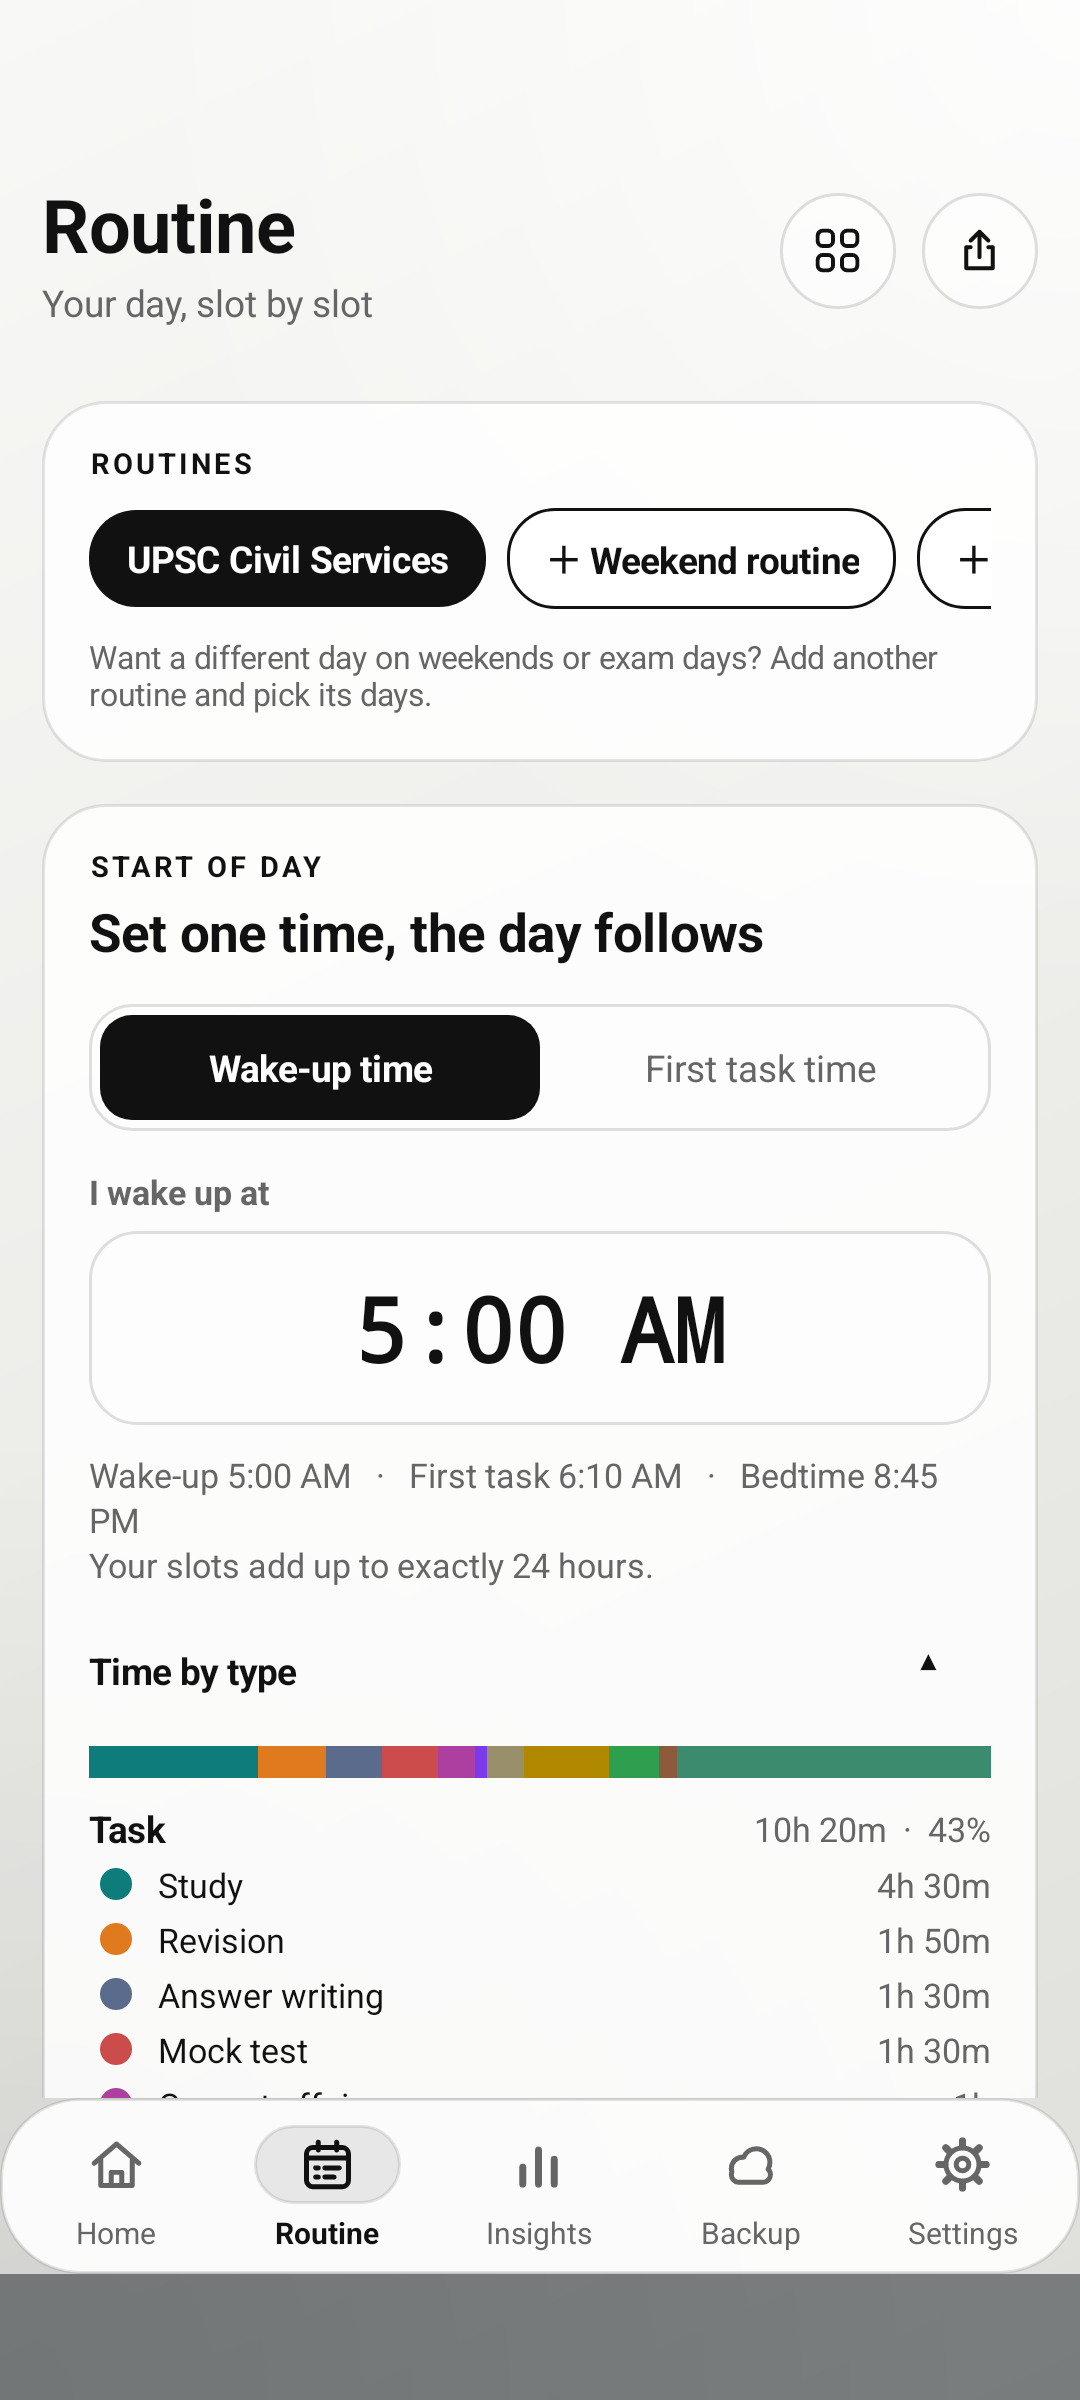 Routine
Your day, slot by slot
ROUTINES
UPSC Civil Services
+ Weekend routine
+
Want a different day on weekends or exam days? Add another
routine and pick its days.
START OF DAY
Set one time, the day follows
Wake-up time
First task time
I wake up at
5:00 AM
Wake-up 5:00 AM · First task 6:10 AM · Bedtime 8:45
PM
Your slots add up to exactly 24 hours.
Time by type ▲
Task 10h 20m · 43%
Study 4h 30m
Revision 1h 50m
Answer writing 1h 30m
Mock test 1h 30m
Home
Routine
Insights
Backup
Settings